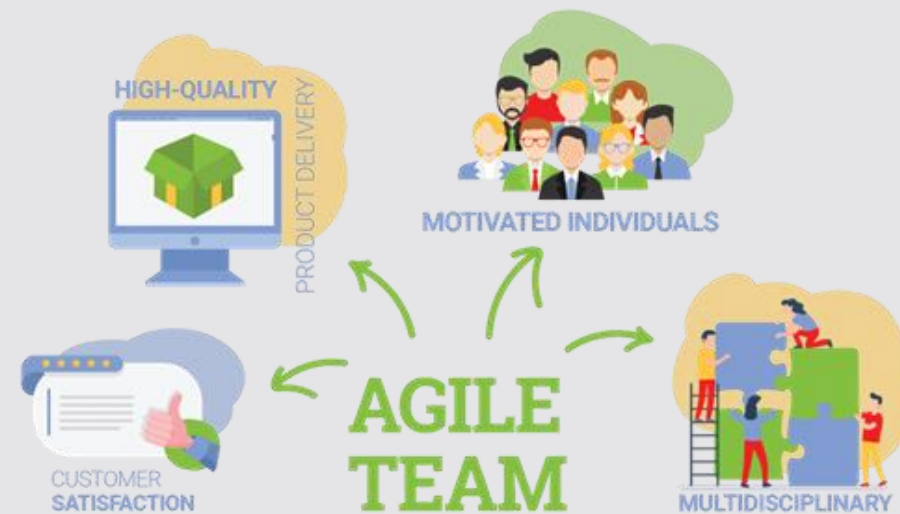 HIGH-QUALITY
PRODUCT DELIVERY
MOTIVATED INDIVIDUALS
CUSTOMER
SATISFACTION
AGILE
TEAM
MULTIDISCIPLINARY